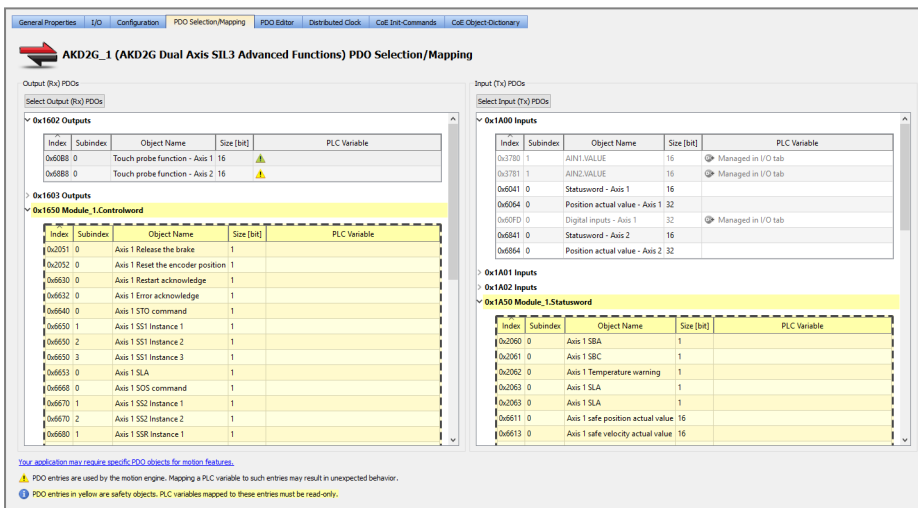 General Properties I/O Configuration PDO Selection/Mapping PDO Editor Distributed Clock CoE Init-Commands CoE Object-Dictionary
AKD2G_1 (AKD2G Dual Axis SIL3 Advanced Functions) PDO Selection/Mapping
Output (Rx) PDOs
Select Output (Rx) PDOs
0x1602 Outputs
Index Subindex Object Name Size [bit] PLC Variable
0x60B8 0 Touch probe function - Axis 1 16
0x68B8 0 Touch probe function - Axis 2 16
0x1603 Outputs
0x1650 Module_1.Controlword
Index Subindex Object Name Size [bit] PLC Variable
0x2051 0 Axis 1 Release the brake 1
0x2052 0 Axis 1 Reset the encoder position 1
0x6630 0 Axis 1 Restart acknowledge 1
0x6632 0 Axis 1 Error acknowledge 1
0x6640 0 Axis 1 STO command 1
0x6650 1 Axis 1 SS1 Instance 1 1
0x6650 2 Axis 1 SS1 Instance 2 1
0x6650 3 Axis 1 SS1 Instance 3 1
0x6653 0 Axis 1 SLA 1
0x6668 0 Axis 1 SOS command 1
0x6670 1 Axis 1 SS2 Instance 1 1
0x6670 2 Axis 1 SS2 Instance 2 1
0x6680 1 Axis 1 SSR Instance 1 1
Input (Tx) PDOs
Select Input (Tx) PDOs
0x1A00 Inputs
Index Subindex Object Name Size [bit] PLC Variable
0x3780 1 AIN1.VALUE 16 Managed in I/O tab
0x3781 1 AIN2.VALUE 16 Managed in I/O tab
0x6041 0 Statusword - Axis 1 16
0x6064 0 Position actual value - Axis 1 32
0x60FD 0 Digital inputs - Axis 1 32 Managed in I/O tab
0x6841 0 Statusword - Axis 2 16
0x6864 0 Position actual value - Axis 2 32
0x1A01 Inputs
0x1A02 Inputs
0x1A50 Module_1.Statusword
Index Subindex Object Name Size [bit] PLC Variable
0x2060 0 Axis 1 SBA 1
0x2061 0 Axis 1 SBC 1
0x2062 0 Axis 1 Temperature warning 1
0x2063 0 Axis 1 SLA 1
0x2063 0 Axis 1 SLA 1
0x6611 0 Axis 1 safe position actual value 16
0x6613 0 Axis 1 safe velocity actual value 16
Your application may require specific PDO objects for motion features.
PDO entries are used by the motion engine. Mapping a PLC variable to such entries may result in unexpected behavior.
PDO entries in yellow are safety objects. PLC variables mapped to these entries must be read-only.